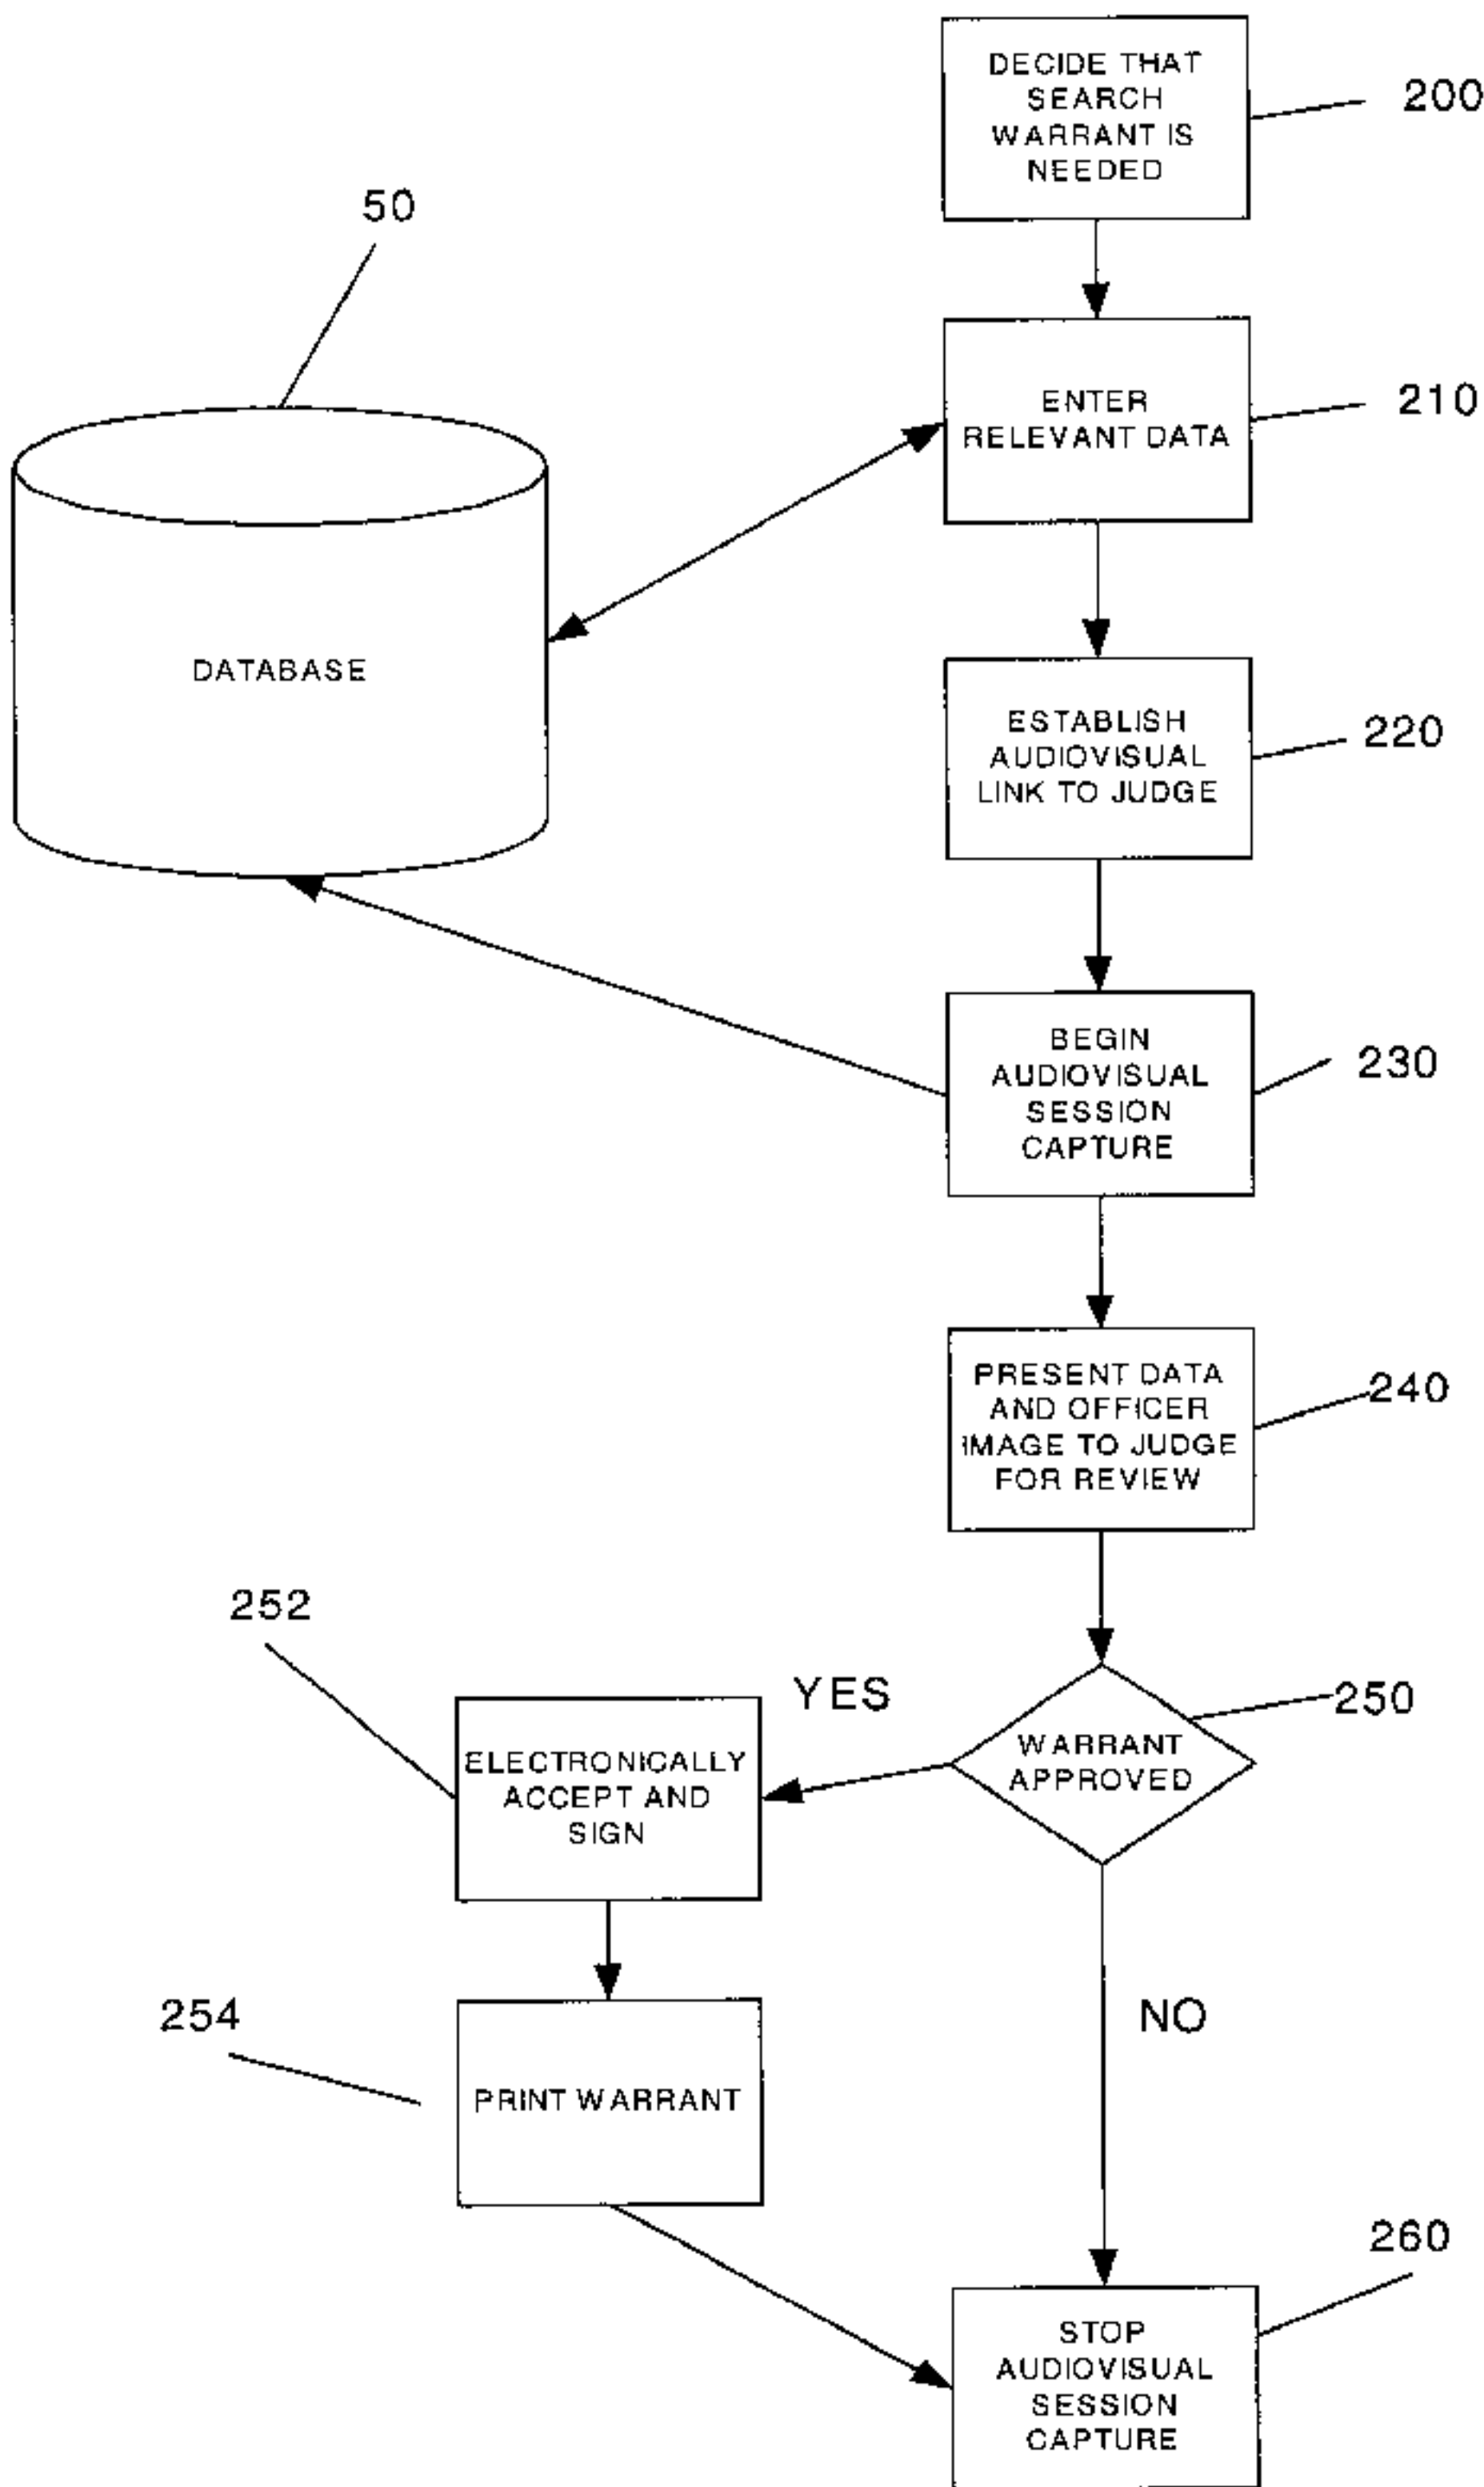 DECIDE THAT
SEARCH
WARRANT IS
NEEDED
200
50
ENTER
RELEVANT DATA
210
DATABASE
ESTABLISH
AUDIOVISUAL
LINK TO JUDGE
220
BEGIN
AUDIOVISUAL
SESSION
CAPTURE
230
PRESENT DATA
AND OFFICER
IMAGE TO JUDGE
FOR REVIEW
240
252
YES
250
WARRANT
APPROVED
ELECTRONICALLY
ACCEPT AND
SIGN
254
NO
PRINT WARRANT
260
STOP
AUDIOVISUAL
SESSION
CAPTURE